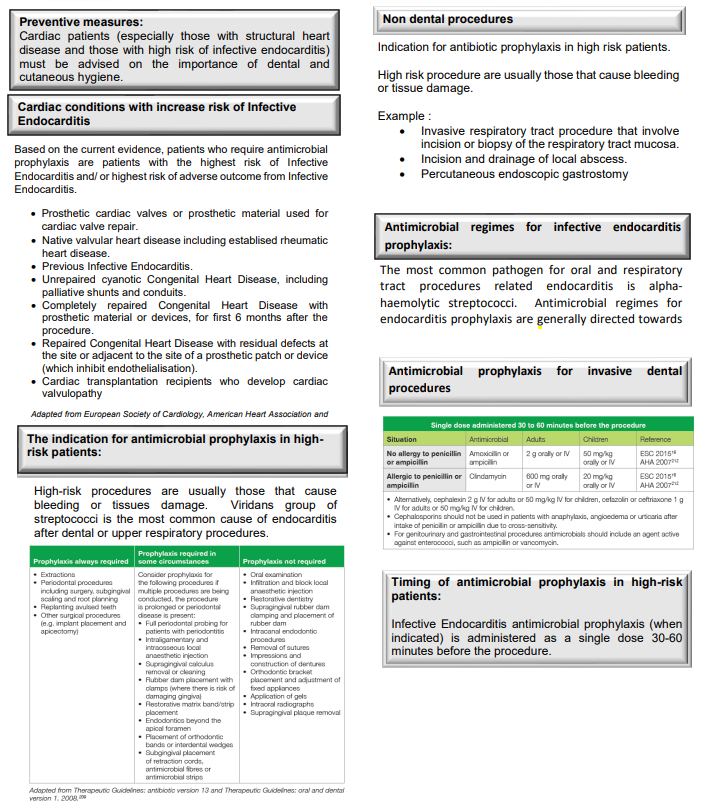 Preventive measures:
Cardiac patients (especially those with structural heart
disease and those with high risk of infective endocarditis)
must be advised on the importance of dental and
cutaneous hygiene.
Cardiac conditions with increase risk of Infective
Endocarditis
Based on the current evidence, patients who require antimicrobial
prophylaxis are patients with the highest risk of Infective
Endocarditis and/ or highest risk of adverse outcome from Infective
Endocarditis.
• Prosthetic cardiac valves or prosthetic material used for
cardiac valve repair.
• Native valvular heart disease including establised rheumatic
heart disease.
• Previous Infective Endocarditis.
• Unrepaired cyanotic Congenital Heart Disease, including
palliative shunts and conduits.
• Completely repaired Congenital Heart Disease with
prosthetic material or devices, for first 6 months after the
procedure.
• Repaired Congenital Heart Disease with residual defects at
the site or adjacent to the site of a prosthetic patch or device
(which inhibit endothelialisation).
• Cardiac transplantation recipients who develop cardiac
valvulopathy
Adapted from European Society of Cardiology, American Heart Association and
The indication for antimicrobial prophylaxis in high-
risk patients:
High-risk procedures are usually those that cause
bleeding or tissues damage. Viridans group of
streptococci is the most common cause of endocarditis
after dental or upper respiratory procedures.
Prophylaxis always required
• Extractions
• Periodontal procedures
including surgery, subgingival
scaling and root planning
• Replanting avulsed teeth
• Other surgical procedures
(e.g. implant placement and
apicectomy)
Prophylaxis required in
some circumstances
Consider prophylaxis for
the following procedures if
multiple procedures are being
conducted, the procedure
is prolonged or periodontal
disease is present:
• Full periodontal probing for
patients with periodontitis
• Intraligamentary and
intraosseous local
anaesthetic injection
• Supragingival calculus
removal or cleaning
• Rubber dam placement with
clamps (where there is risk of
damaging gingiva)
• Restorative matrix band/strip
placement
• Endodontics beyond the
apical foramen
• Placement of orthodontic
bands or interdental wedges
• Subgingival placement
of retraction cords,
antimicrobial fibres or
antimicrobial strips
Prophylaxis not required
• Oral examination
• Infiltration and block local
anaesthetic injection
• Restorative dentistry
• Supragingival rubber dam
clamping and placement of
rubber dam
• Intracanal endodontic
procedures
• Removal of sutures
• Impressions and
construction of dentures
• Orthodontic bracket
placement and adjustment of
fixed appliances
• Application of gels
• Intraoral radiographs
• Supragingival plaque removal
Adapted from Therapeutic Guidelines: antibiotic version 13 and Therapeutic Guidelines: oral and dental
version 1. 2008.
Non dental procedures
Indication for antibiotic prophylaxis in high risk patients.
High risk procedure are usually those that cause bleeding
or tissue damage.
Example :
• Invasive respiratory tract procedure that involve
incision or biopsy of the respiratory tract mucosa.
• Incision and drainage of local abscess.
• Percutaneous endoscopic gastrostomy
Antimicrobial regimes for infective endocarditis
prophylaxis:
The most common pathogen for oral and respiratory
tract procedures related endocarditis is alpha-
haemolytic streptococci. Antimicrobial regimes for
endocarditis prophylaxis are generally directed towards
Antimicrobial prophylaxis for invasive dental
procedures
Single dose administered 30 to 60 minutes before the procedure
Situation Antimicrobial Adults Children Reference
No allergy to penicillin Amoxicillin or 2 g orally or IV 50 mg/kg ESC 2015
or ampicillin ampicillin orally or IV AHA 2007
Allergic to penicillin or Clindamycin 600 mg orally 20 mg/kg ESC 2015
ampicillin or IV orally or IV AHA 2007
• Alternatively, cephalexin 2 g IV for adults or 50 mg/kg IV for children, cefazolin or ceftriaxone 1 g
IV for adults or 50 mg/kg IV for children.
• Cephalosporins should not be used in patients with anaphylaxis, angioedema or urticaria after
intake of penicillin or ampicillin due to cross-sensitivity.
• For genitourinary and gastrointestinal procedures antimicrobials should include an agent active
against enterococci, such as ampicillin or vancomycin.
Timing of antimicrobial prophylaxis in high-risk
patients:
Infective Endocarditis antimicrobial prophylaxis (when
indicated) is administered as a single dose 30-60
minutes before the procedure.